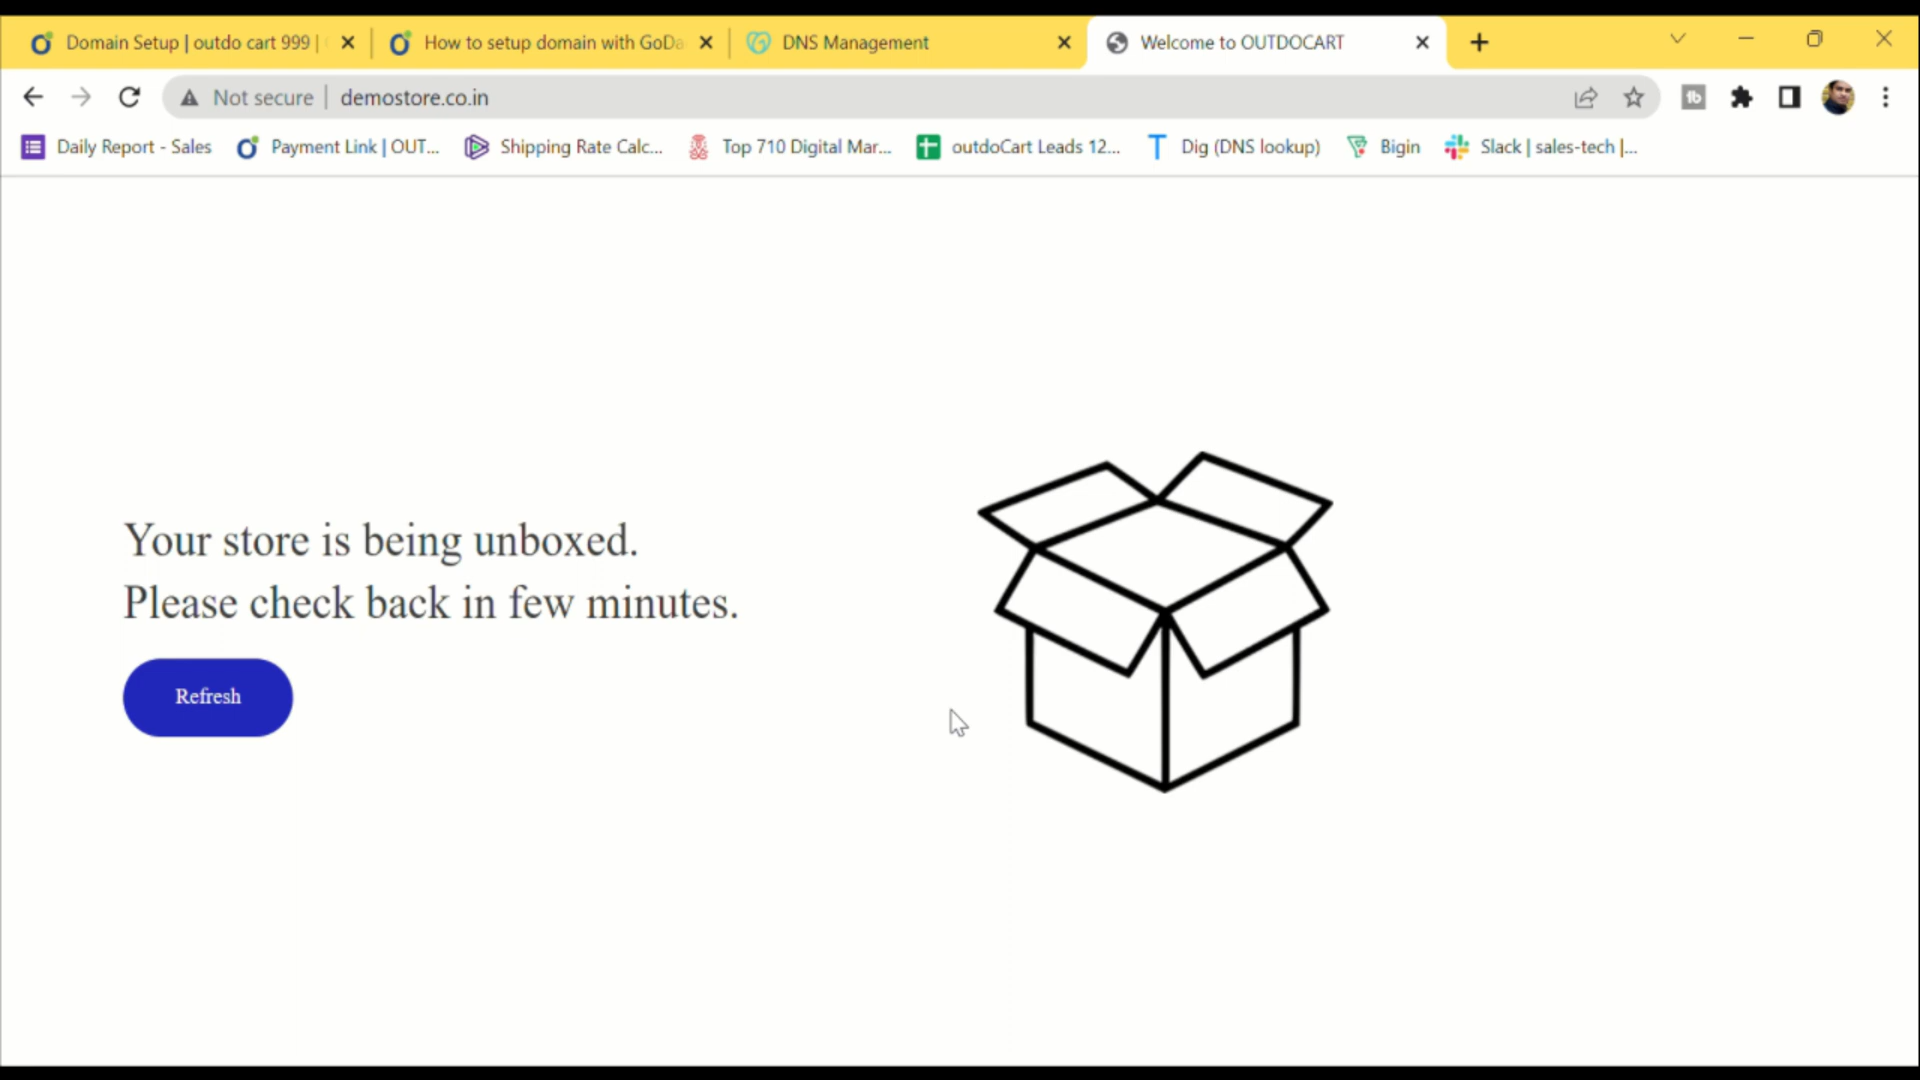 Domain Setup | outdo cart 999 |
How to setup domain with GoDa
DNS Management
Welcome to OUTDOCART
Not secure
demostore.co.in
Daily Report - Sales
Payment Link | OUT...
Shipping Rate Calc...
Top 710 Digital Mar...
outdoCart Leads 12...
Dig (DNS lookup)
Bigin
Slack | sales-tech |...
Your store is being unboxed.
Please check back in few minutes.
Refresh